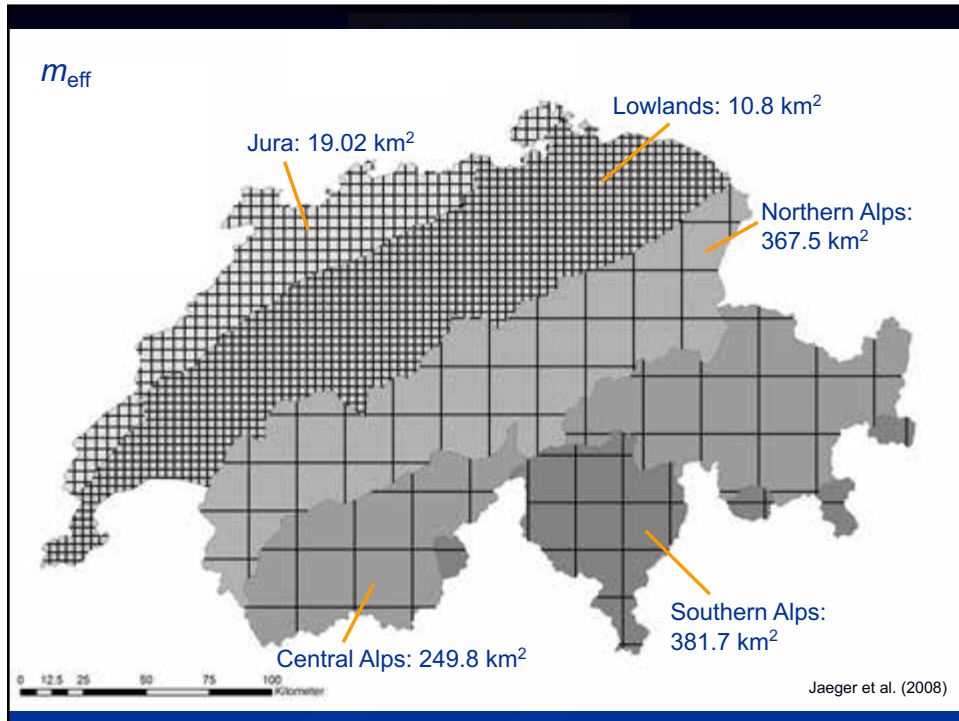 m_eff
Lowlands: 10.8 km²
Jura: 19.02 km²
Northern Alps:
367.5 km²
Southern Alps:
381.7 km²
Central Alps: 249.8 km²
0 12.5 25 50 75 100
Kilometer
Jaeger et al. (2008)